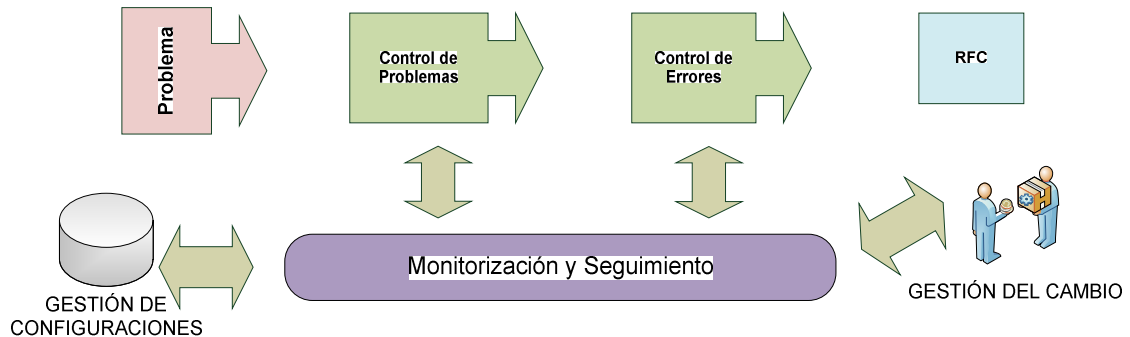 Problema
Control de
Problemas
Control de
Errores
RFC
Monitorización y Seguimiento
GESTIÓN DE
CONFIGURACIONES
GESTIÓN DEL CAMBIO